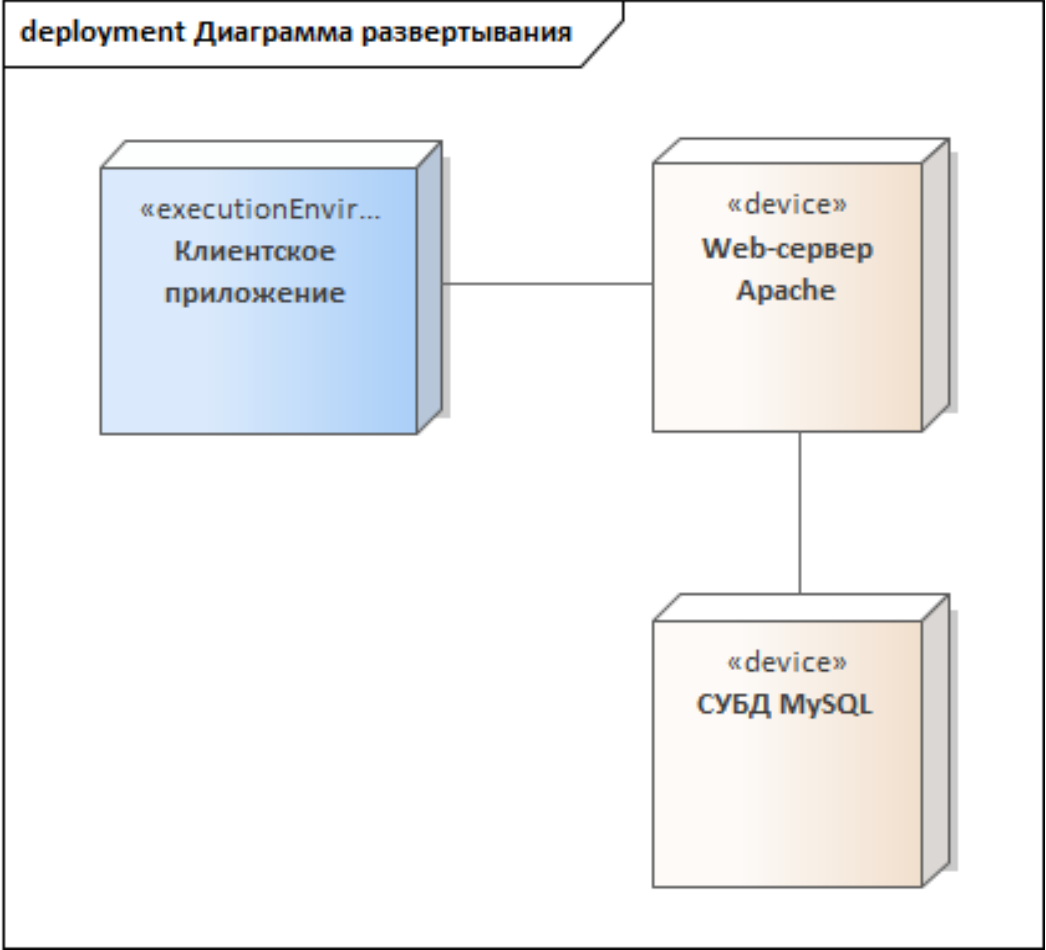 deployment Диаграмма развертывания
«executionEnvir...
Клиентское
приложение
«device»
Web-сервер
Apache
«device»
СУБД MySQL